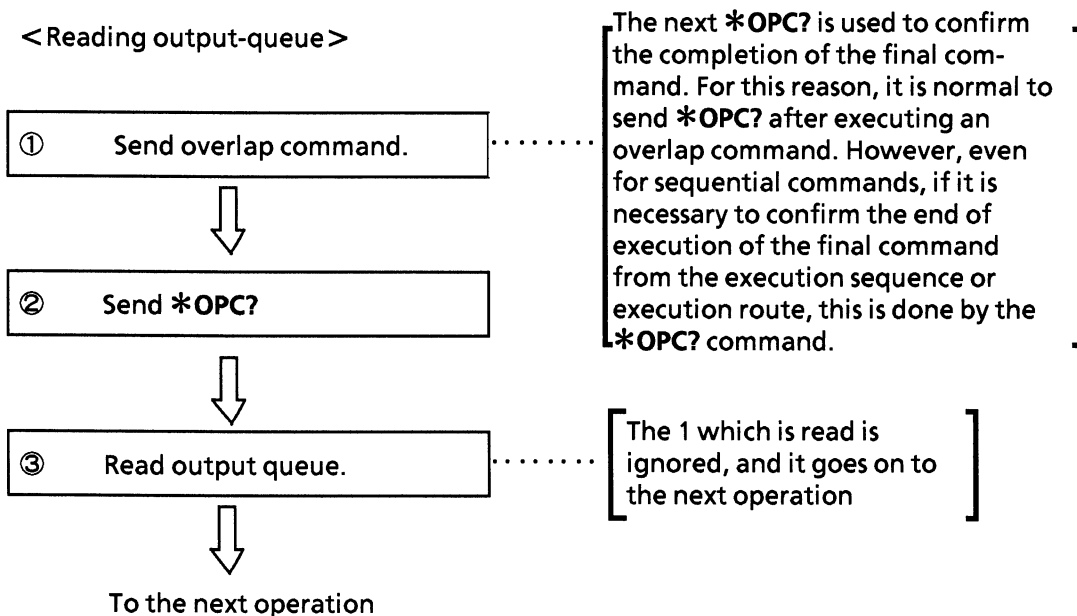 <Reading output-queue>
① Send overlap command.
The next *OPC? is used to confirm
the completion of the final com-
mand. For this reason, it is normal to
send *OPC? after executing an
overlap command. However, even
for sequential commands, if it is
necessary to confirm the end of
execution of the final command
from the execution sequence or
execution route, this is done by the
*OPC? command.
② Send *OPC?
③ Read output queue.
The 1 which is read is
ignored, and it goes on to
the next operation
To the next operation